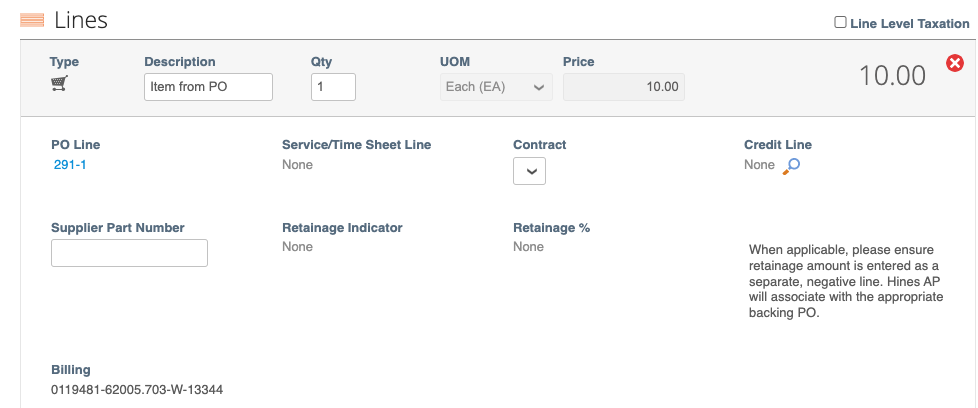 Lines
Line Level Taxation
Type Description Qty UOM Price
Item from PO 1 Each (EA) 10.00 10.00
PO Line Service/Time Sheet Line Contract Credit Line
291-1 None None
Supplier Part Number Retainage Indicator Retainage %
None None
When applicable, please ensure
retainage amount is entered as a
separate, negative line. Hines AP
will associate with the appropriate
backing PO.
Billing
0119481-62005.703-W-13344